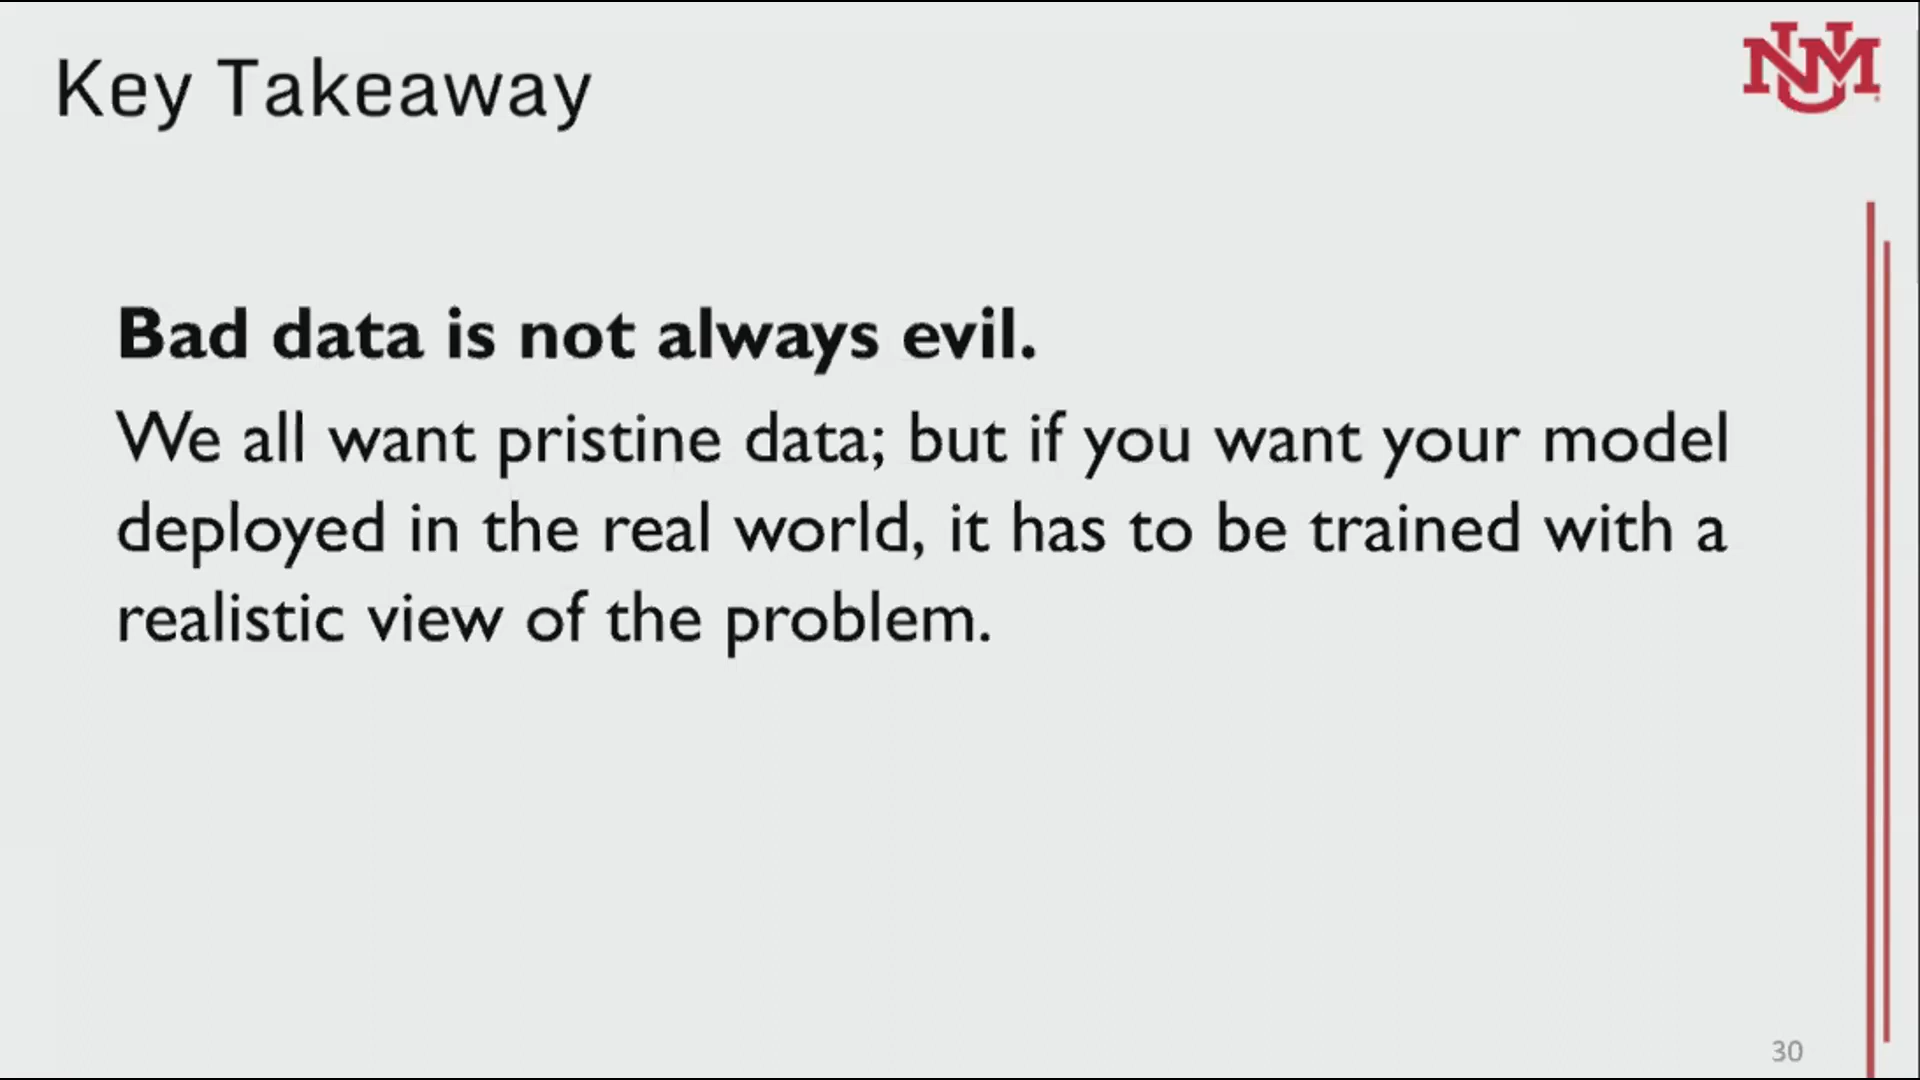 Key Takeaway
UNM
Bad data is not always evil.
We all want pristine data; but if you want your model
deployed in the real world, it has to be trained with a
realistic view of the problem.
30